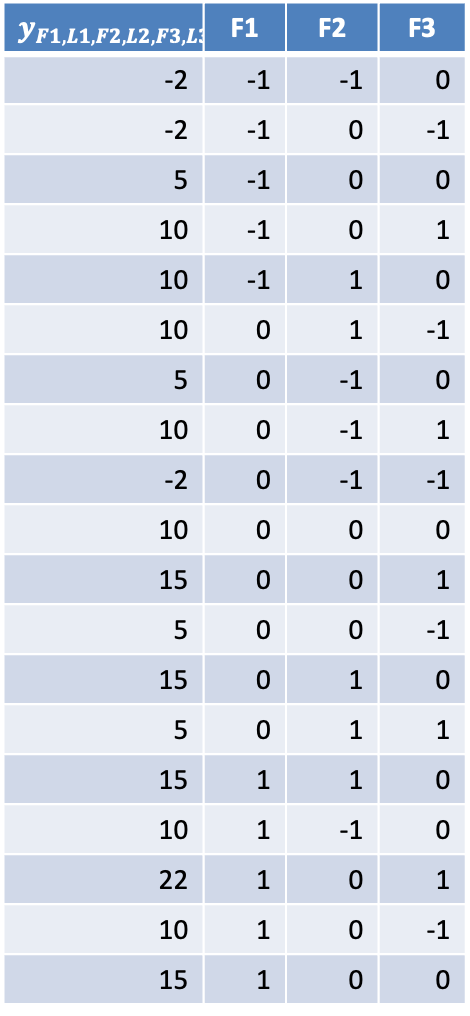 yF1,L1,F2,L2,F3,L3 F1 F2 F3
-2 -1 -1 0
-2 -1 0 -1
5 -1 0 0
10 -1 0 1
10 -1 1 0
10 0 1 -1
5 0 -1 0
10 0 -1 1
-2 0 -1 -1
10 0 0 0
15 0 0 1
5 0 0 -1
15 0 1 0
5 0 1 1
15 1 1 0
10 1 -1 0
22 1 0 1
10 1 0 -1
15 1 0 0